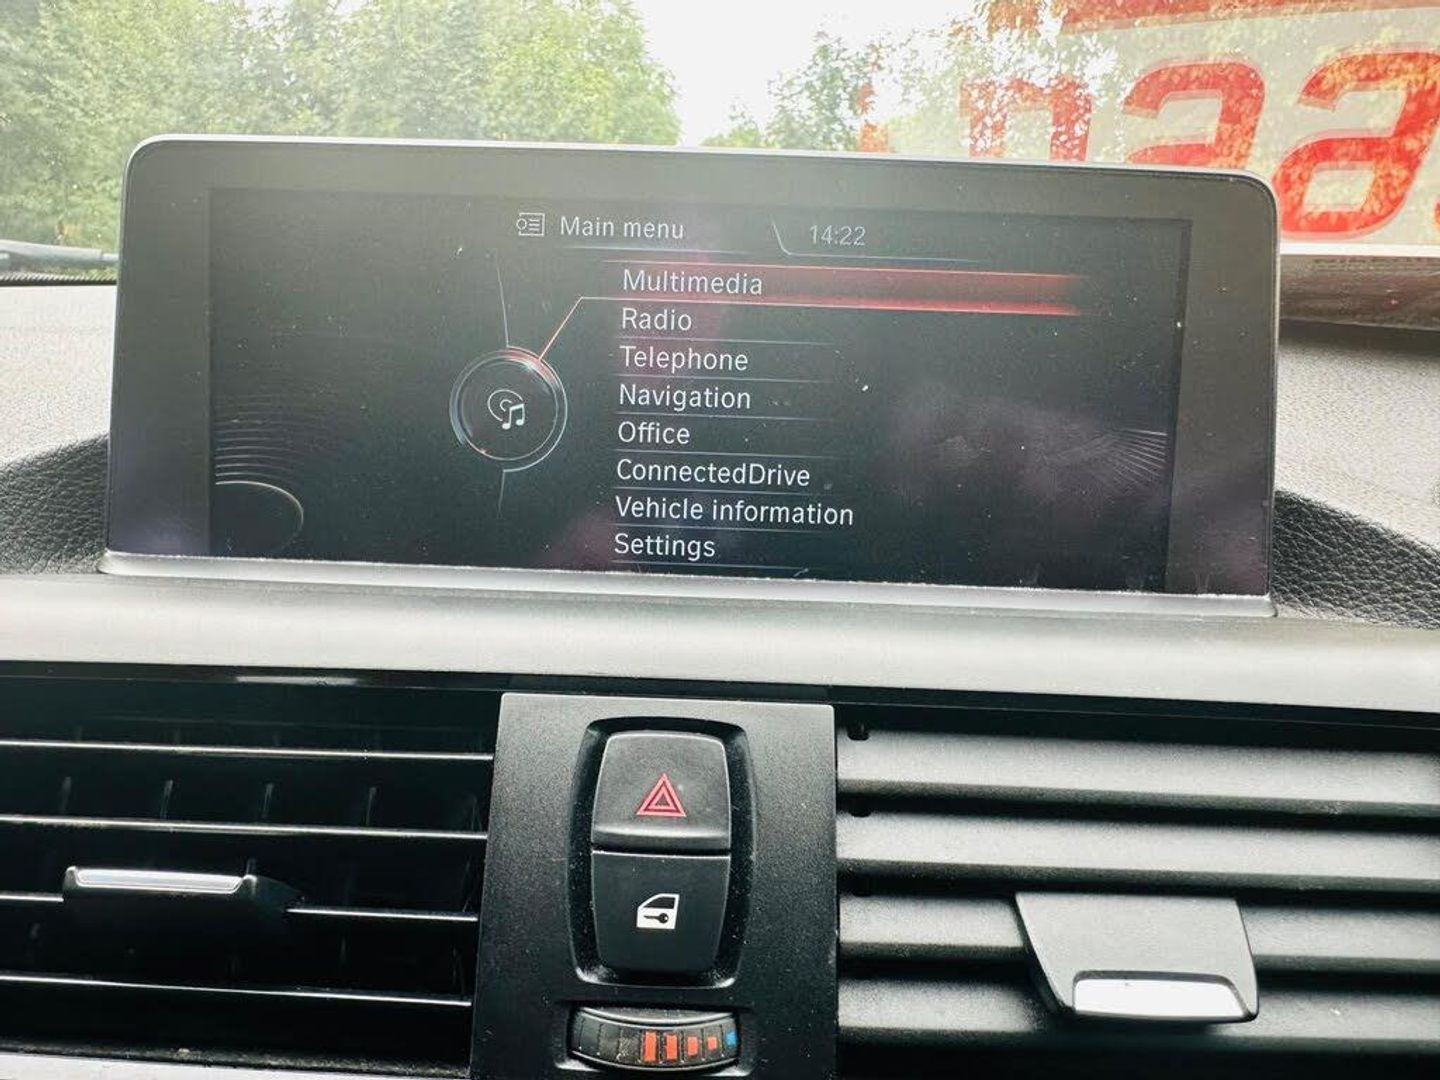 Main menu 14:22
Multimedia
Radio
Telephone
Navigation
Office
ConnectedDrive
Vehicle information
Settings